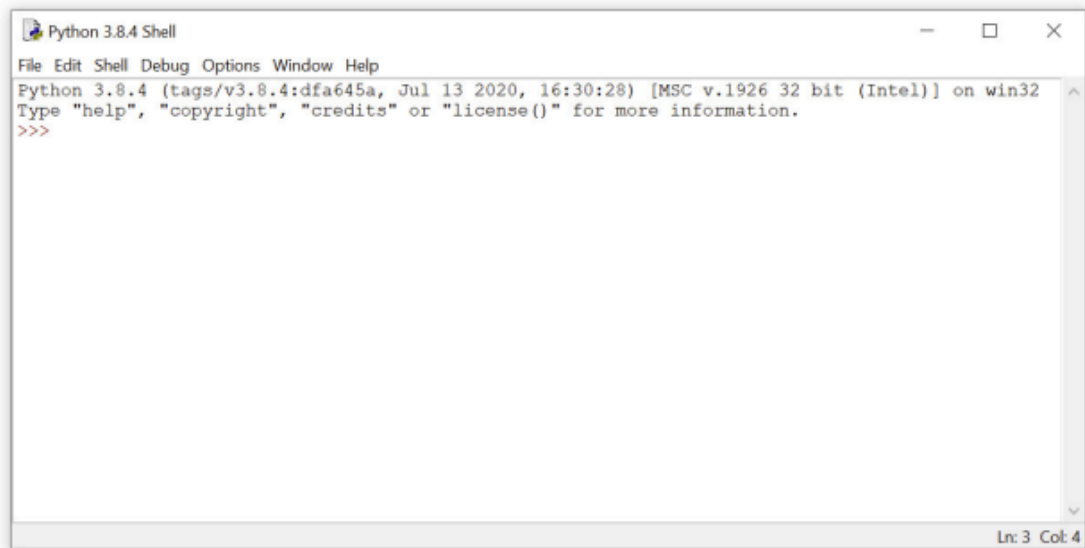 Python 3.8.4 Shell
File Edit Shell Debug Options Window Help
Python 3.8.4 (tags/v3.8.4:dfa645a, Jul 13 2020, 16:30:28) [MSC v.1926 32 bit (Intel)] on win32
Type "help", "copyright", "credits" or "license()" for more information.
>>>
Ln: 3 Col: 4